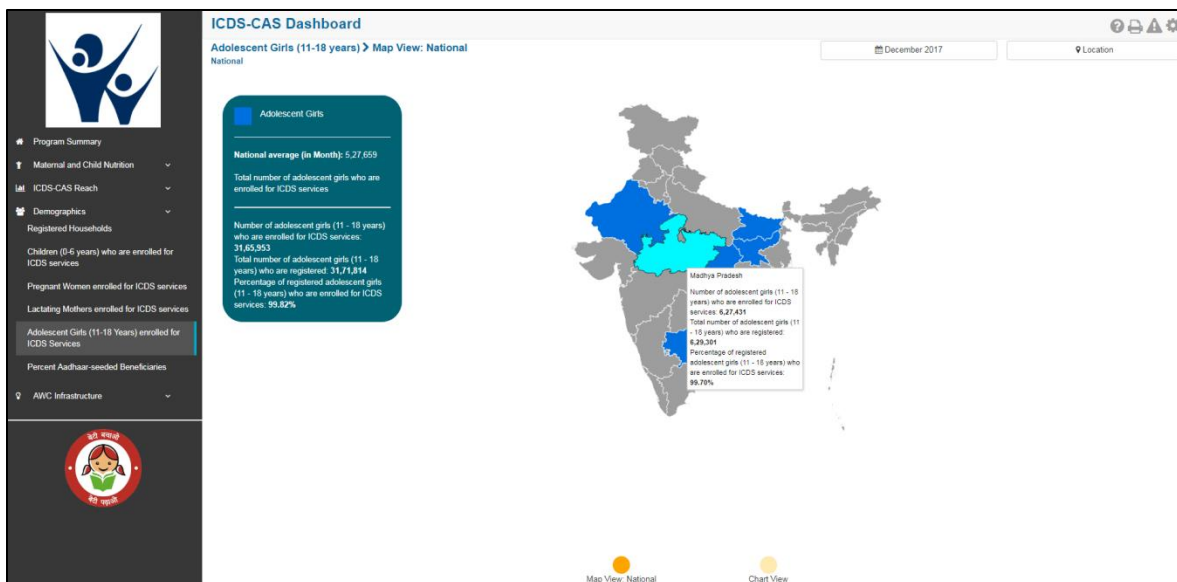 ICDS-CAS Dashboard
Adolescent Girls (11-18 years) > Map View: National
National
December 2017
Location
Program Summary
Maternal and Child Nutrition
ICDS-CAS Reach
Demographics
Registered Households
Children (0-6 years) who are enrolled for
ICDS services
Pregnant Women enrolled for ICDS services
Lactating Mothers enrolled for ICDS services
Adolescent Girls (11-18 Years) enrolled for
ICDS Services
Percent Aadhaar-seeded Beneficiaries
AWC Infrastructure
बेटी बचाओ
बेटी पढ़ाओ
Adolescent Girls
National average (in Month): 5,27,659
Total number of adolescent girls who are
enrolled for ICDS services
Number of adolescent girls (11 - 18 years)
who are enrolled for ICDS services:
31,65,953
Total number of adolescent girls (11 - 18
years) who are registered: 31,71,814
Percentage of registered adolescent girls
(11 - 18 years) who are enrolled for ICDS
services: 99.82%
Madhya Pradesh
Number of adolescent girls (11 - 18
years) who are enrolled for ICDS
services: 6,27,431
Total number of adolescent girls (11
- 18 years) who are registered:
6,29,301
Percentage of registered
adolescent girls (11 - 18 years) who
are enrolled for ICDS services:
99.70%
Map View: National
Chart View